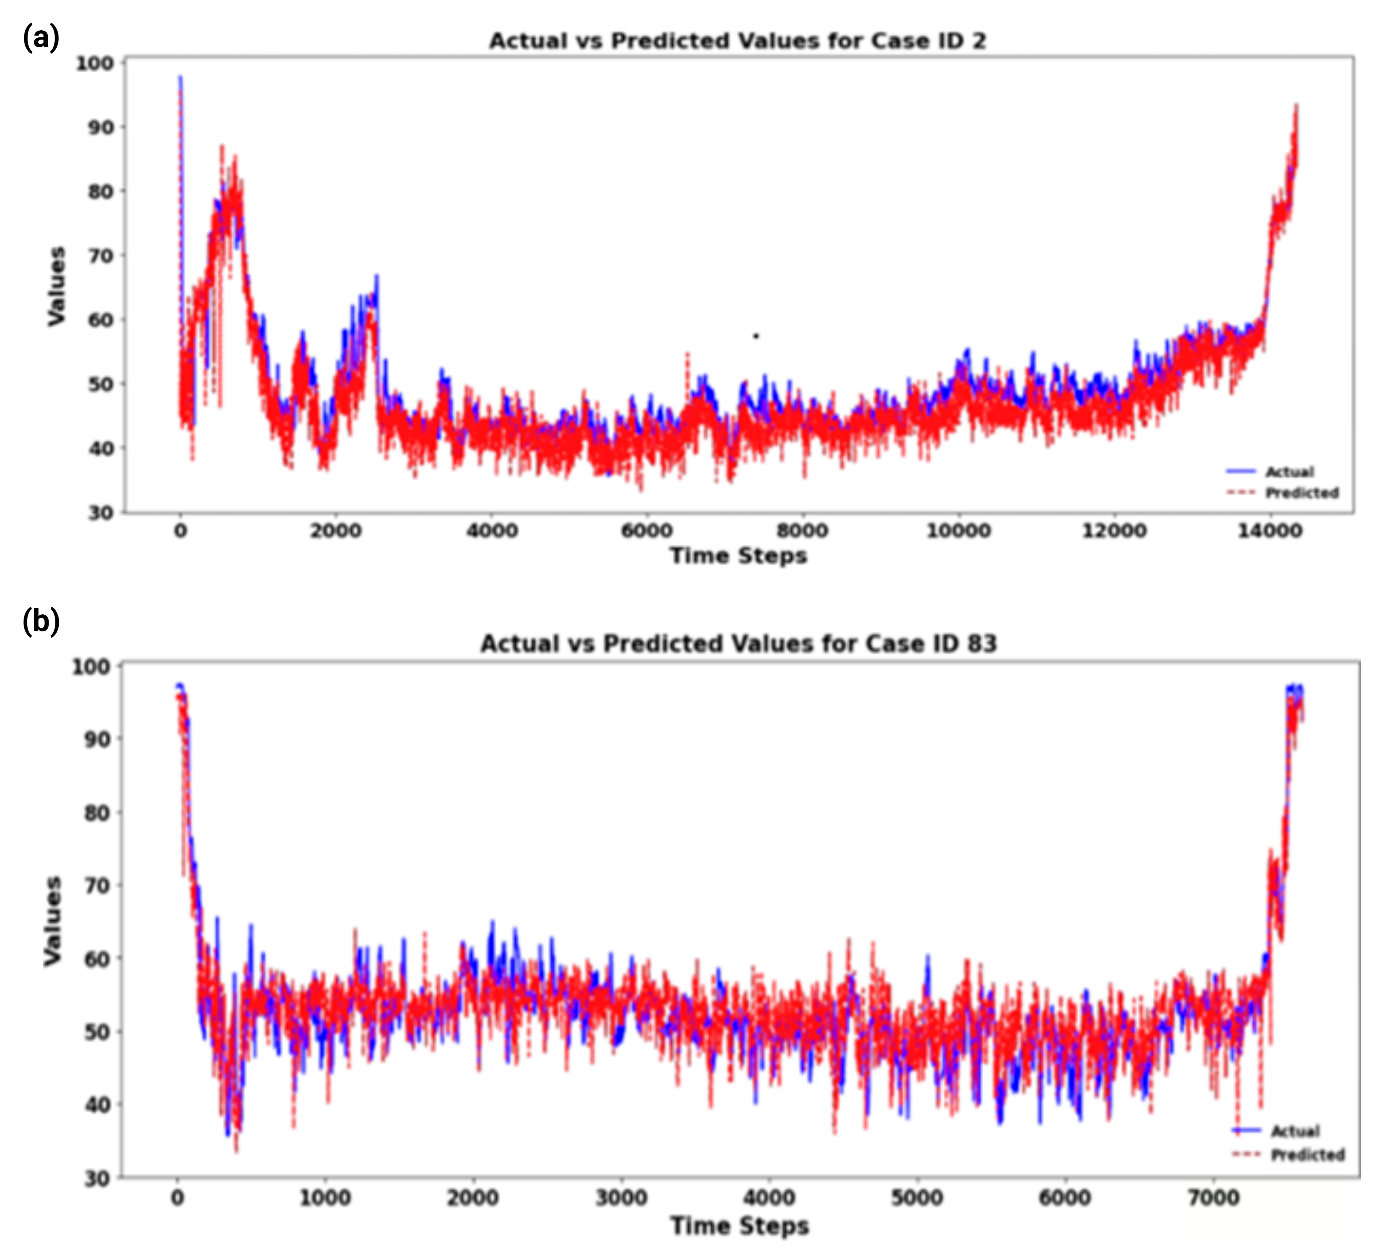 (a)
Actual vs Predicted Values for Case ID 2
100
90
80
70
60
50
40
30
Values
0 2000 4000 6000 8000 10000 12000 14000
Time Steps
Actual
Predicted
(b)
Actual vs Predicted Values for Case ID 83
100
90
80
70
60
50
40
30
Values
0 1000 2000 3000 4000 5000 6000 7000
Time Steps
Actual
Predicted